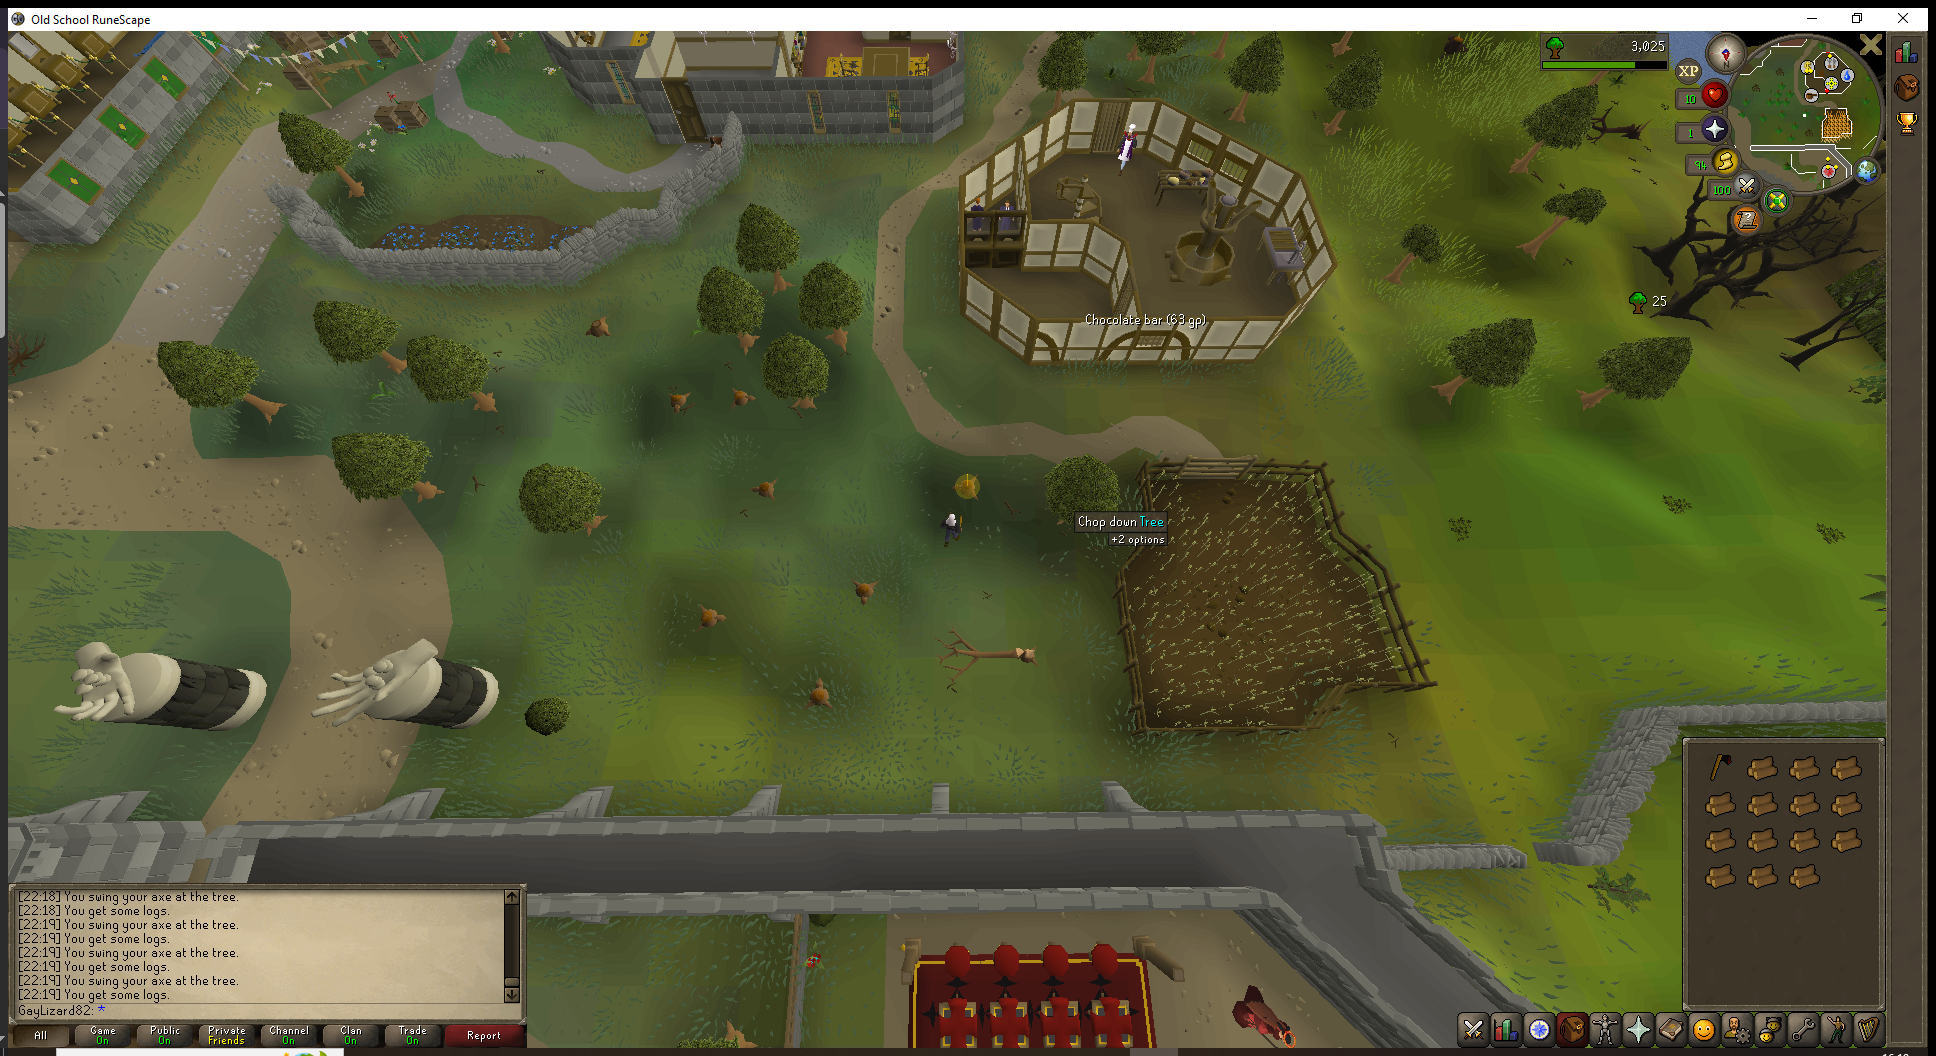 Old School RuneScape
3,025
XP
10
1
94
100
25
Chocolate bar (63 gp)
Chop down Tree
+2 options
[22:18] You swing your axe at the tree.
[22:18] You get some logs.
[22:19] You swing your axe at the tree.
[22:19] You get some logs.
[22:19] You swing your axe at the tree.
[22:19] You get some logs.
[22:19] You swing your axe at the tree.
[22:19] You get some logs.
GayLizard82: *
All
Game
On
Public
On
Private
Friends
Channel
On
Clan
On
Trade
On
Report